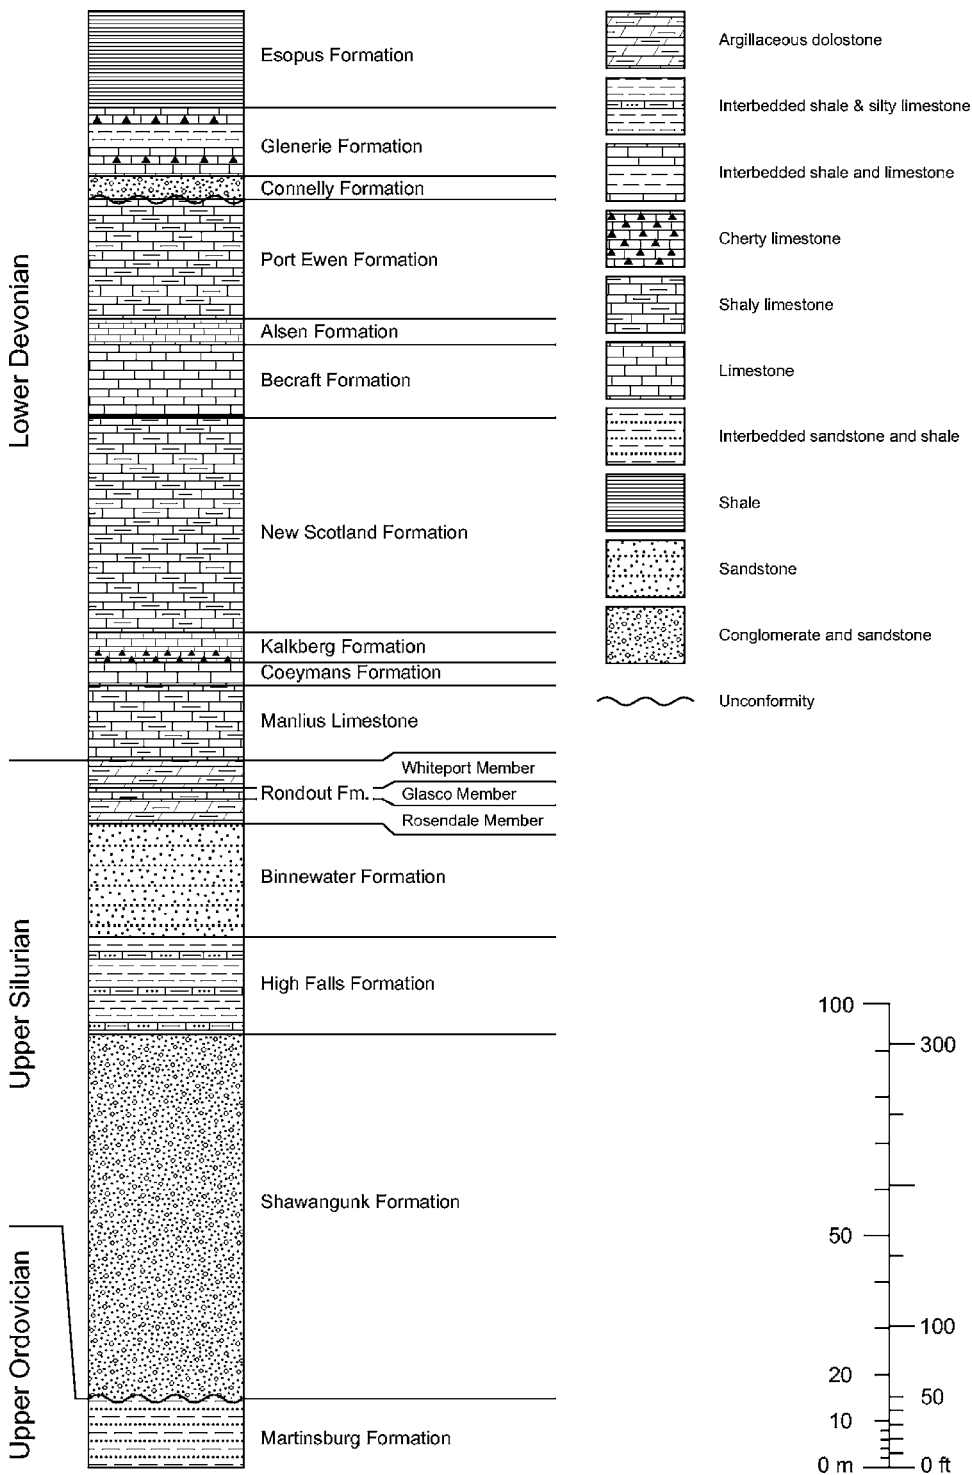 Lower Devonian
Upper Silurian
Upper Ordovician
Esopus Formation
Glenerie Formation
Connelly Formation
Port Ewen Formation
Alsen Formation
Becraft Formation
New Scotland Formation
Kalkberg Formation
Coeymans Formation
Manlius Limestone
Whiteport Member
Rondout Fm.
Glasco Member
Rosendale Member
Binnewater Formation
High Falls Formation
Shawangunk Formation
Martinsburg Formation
Argillaceous dolostone
Interbedded shale & silty limestone
Interbedded shale and limestone
Cherty limestone
Shaly limestone
Limestone
Interbedded sandstone and shale
Shale
Sandstone
Conglomerate and sandstone
Unconformity
100
300
50
100
20
50
10
0 m
0 ft